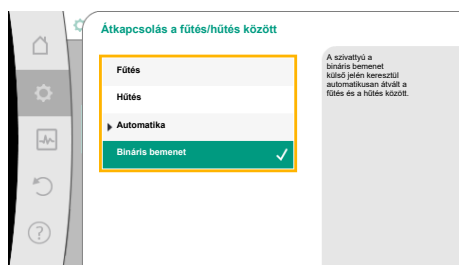 Átkapcsolás a fűtés/hűtés között
Fűtés
Hűtés
Automatika
Bináris bemenet
A szivattyú a
bináris bemenet
külső jelén keresztül
automatikusan átvált a
fűtés és a hűtés között.